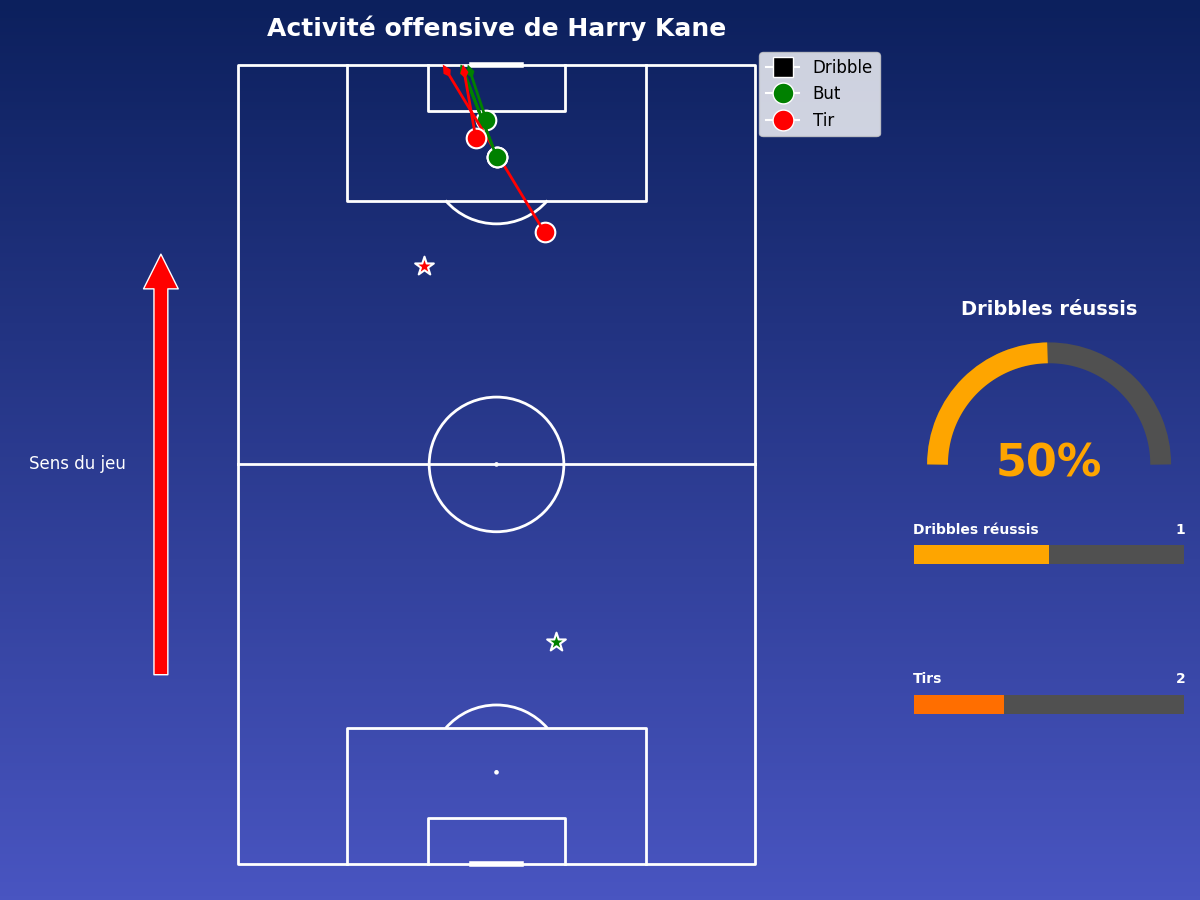 Activité offensive de Harry Kane
Dribble
But
Tir
Sens du jeu
Dribbles réussis
50%
Dribbles réussis 1
Tirs 2